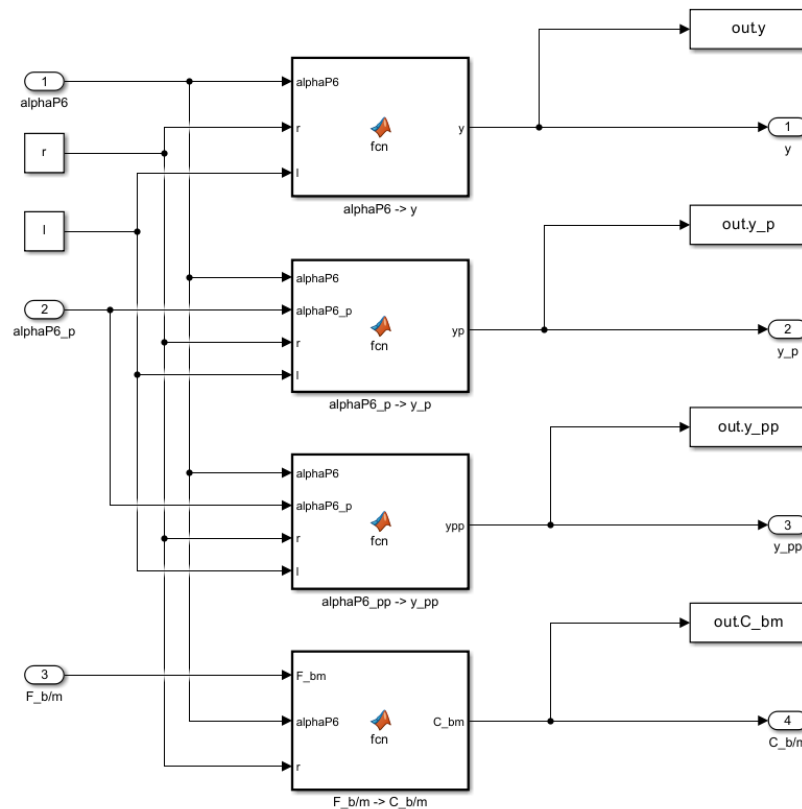 out.y
1
alphaP6
alphaP6
r
l
fcn
y
alphaP6 -> y
1
y
r
l
out.y_p
2
alphaP6_p
alphaP6
alphaP6_p
r
l
fcn
yp
alphaP6_p -> y_p
2
y_p
out.y_pp
alphaP6
alphaP6_p
r
l
fcn
ypp
alphaP6_pp -> y_pp
3
y_pp
out.C_bm
3
F_b/m
F_bm
alphaP6
r
fcn
C_bm
F_b/m -> C_b/m
4
C_b/m